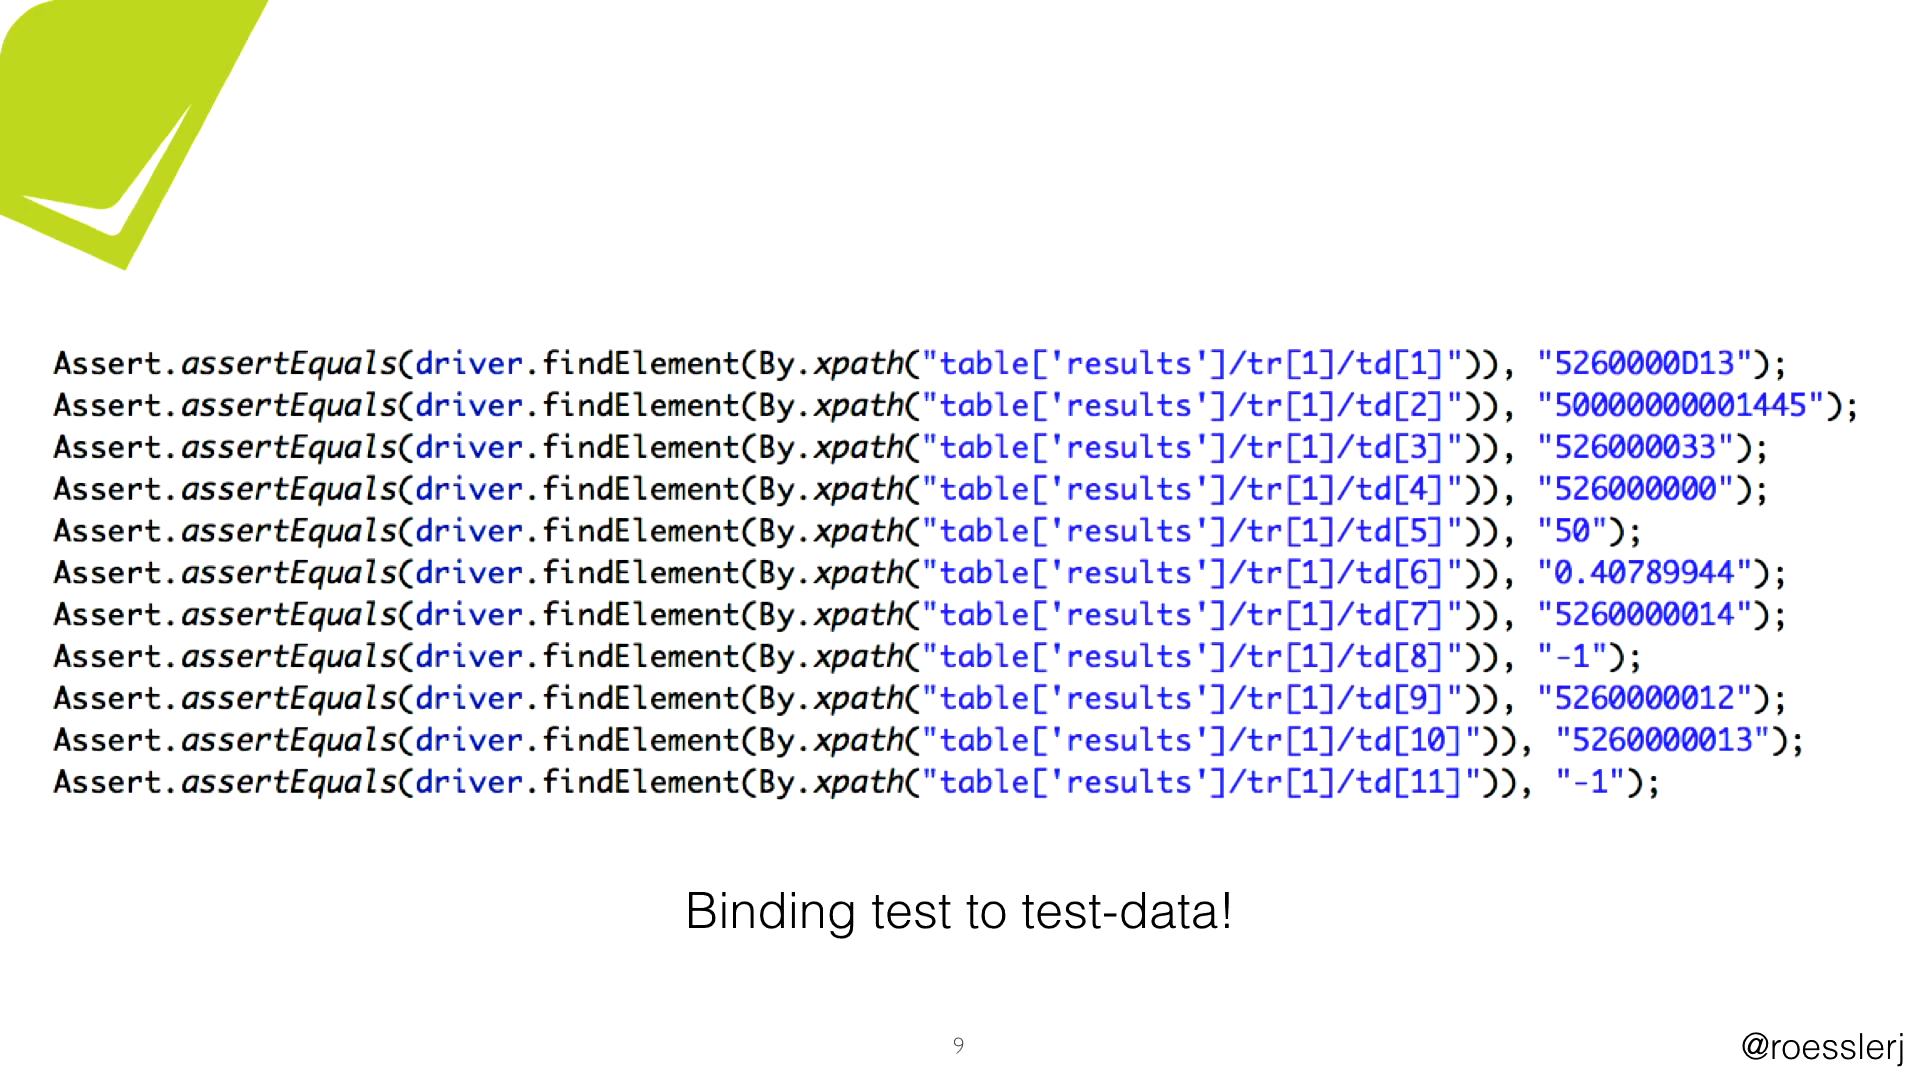 Assert.assertEquals(driver.findElement(By.xpath("table['results']/tr[1]/td[1]")), "5260000D13");
Assert.assertEquals(driver.findElement(By.xpath("table['results']/tr[1]/td[2]")), "50000000001445");
Assert.assertEquals(driver.findElement(By.xpath("table['results']/tr[1]/td[3]")), "526000033");
Assert.assertEquals(driver.findElement(By.xpath("table['results']/tr[1]/td[4]")), "526000000");
Assert.assertEquals(driver.findElement(By.xpath("table['results']/tr[1]/td[5]")), "50");
Assert.assertEquals(driver.findElement(By.xpath("table['results']/tr[1]/td[6]")), "0.40789944");
Assert.assertEquals(driver.findElement(By.xpath("table['results']/tr[1]/td[7]")), "5260000014");
Assert.assertEquals(driver.findElement(By.xpath("table['results']/tr[1]/td[8]")), "-1");
Assert.assertEquals(driver.findElement(By.xpath("table['results']/tr[1]/td[9]")), "5260000012");
Assert.assertEquals(driver.findElement(By.xpath("table['results']/tr[1]/td[10]")), "5260000013");
Assert.assertEquals(driver.findElement(By.xpath("table['results']/tr[1]/td[11]")), "-1");
Binding test to test-data!
9
@roesslerj